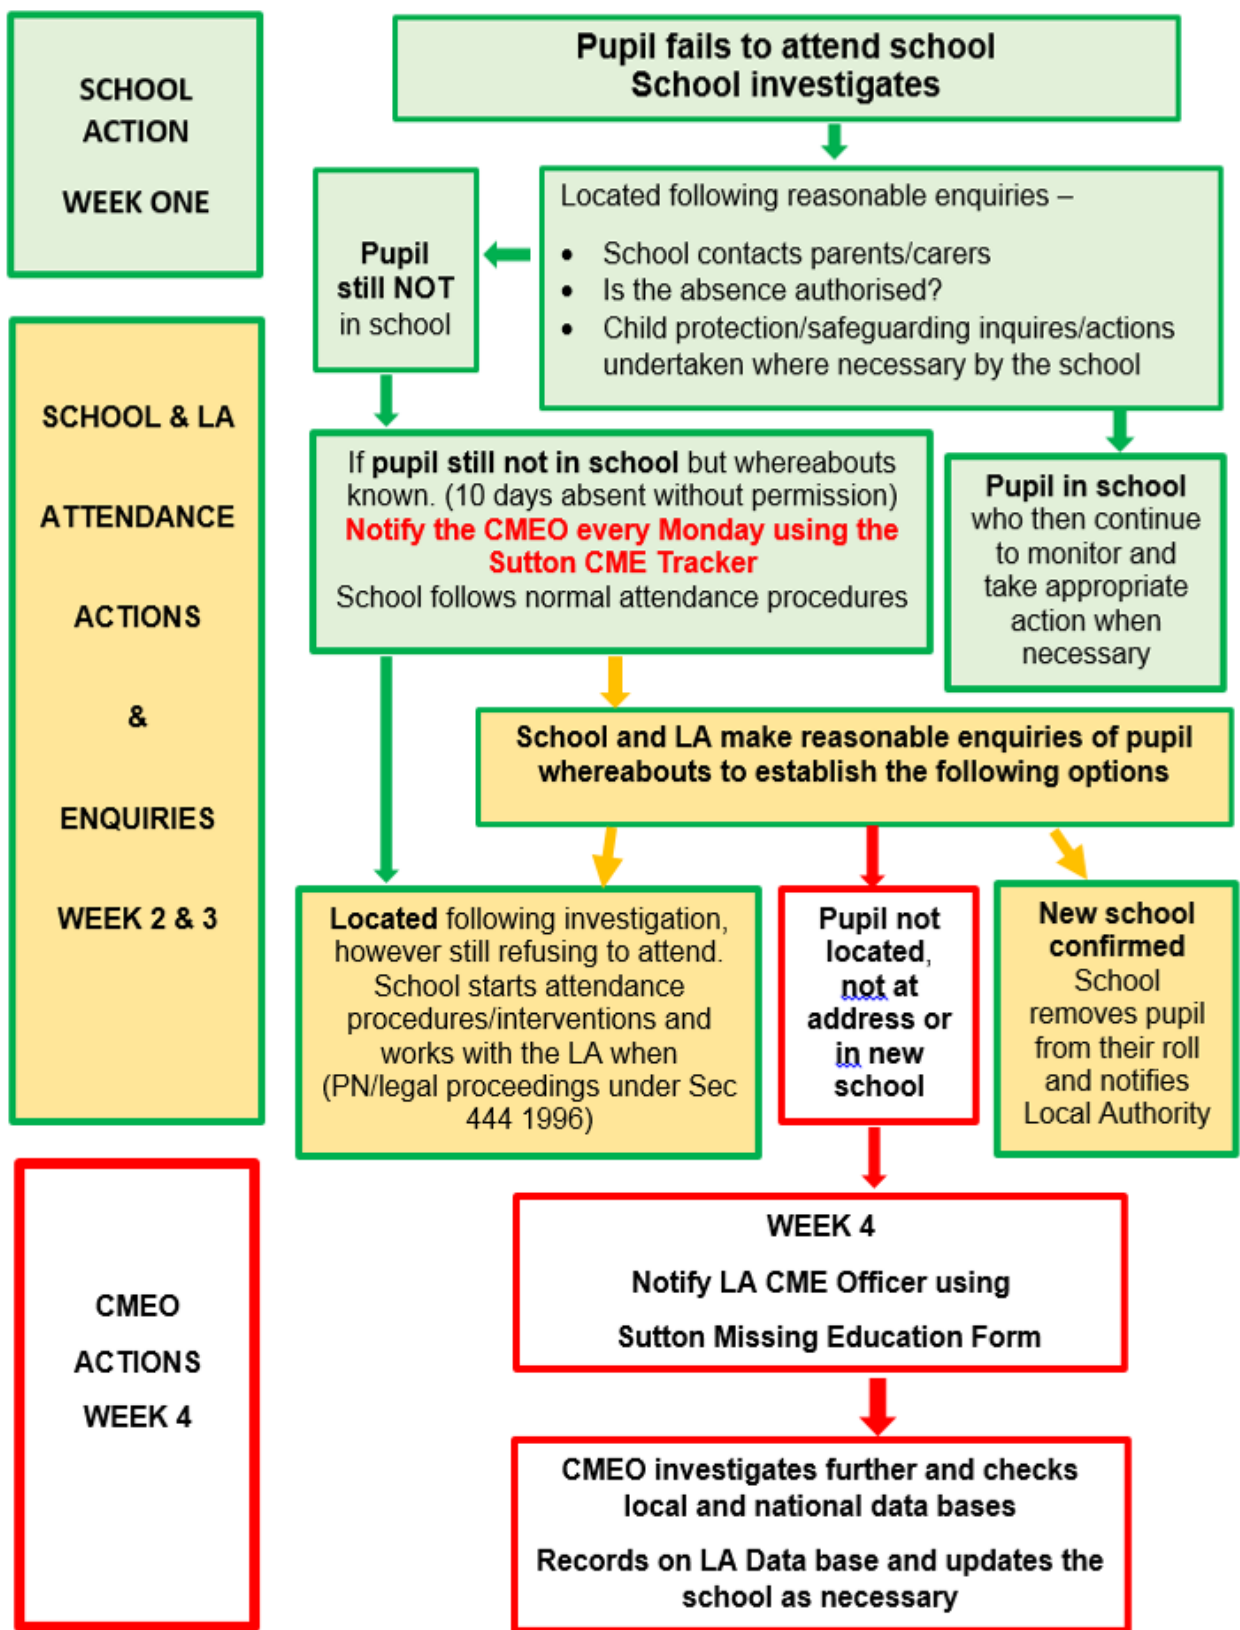 SCHOOL
ACTION
WEEK ONE
Pupil fails to attend school
School investigates
Located following reasonable enquiries –
• School contacts parents/carers
• Is the absence authorised?
• Child protection/safeguarding inquires/actions
undertaken where necessary by the school
Pupil
still NOT
in school
SCHOOL & LA
ATTENDANCE
ACTIONS
&
ENQUIRIES
WEEK 2 & 3
If pupil still not in school but whereabouts
known. (10 days absent without permission)
Notify the CMEO every Monday using the
Sutton CME Tracker
School follows normal attendance procedures
Pupil in school
who then continue
to monitor and
take appropriate
action when
necessary
School and LA make reasonable enquiries of pupil
whereabouts to establish the following options
Located following investigation,
however still refusing to attend.
School starts attendance
procedures/interventions and
works with the LA when
(PN/legal proceedings under Sec
444 1996)
Pupil not
located,
not at
address or
in new
school
New school
confirmed
School
removes pupil
from their roll
and notifies
Local Authority
CMEO
ACTIONS
WEEK 4
WEEK 4
Notify LA CME Officer using
Sutton Missing Education Form
CMEO investigates further and checks
local and national data bases
Records on LA Data base and updates the
school as necessary